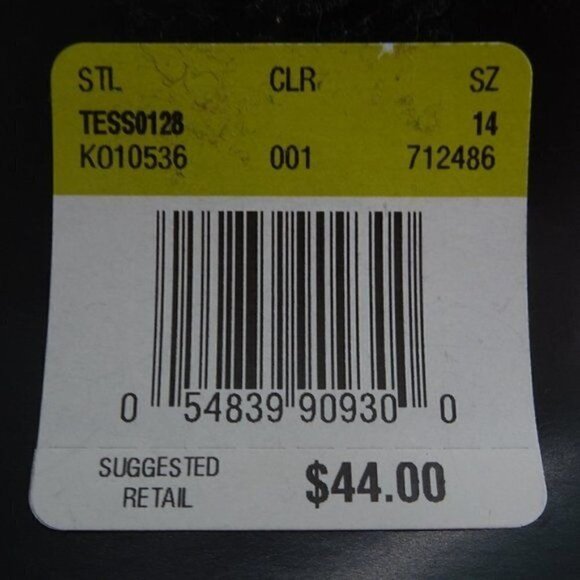 STL CLR SZ
TESS0128 14
K010536 001 712486
0 54839 90930 0
SUGGESTED
RETAIL
$44.00